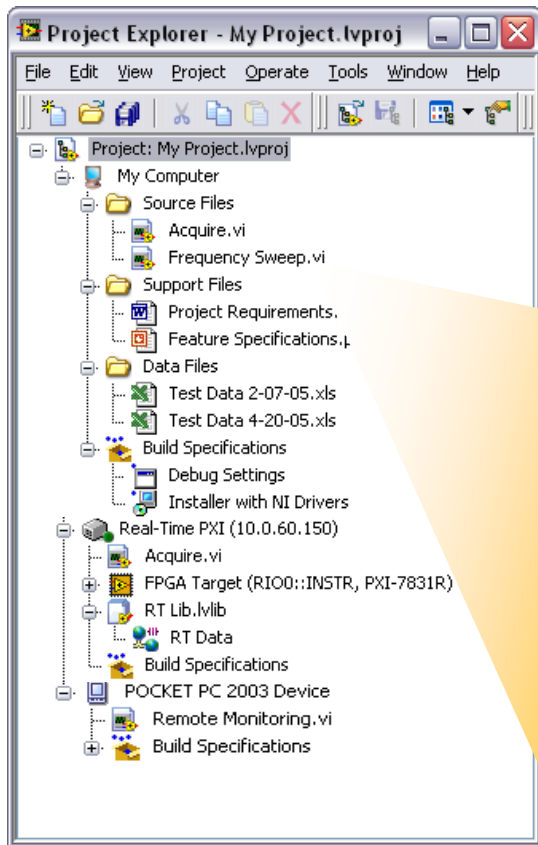 Project Explorer - My Project.lvproj
File Edit View Project Operate Tools Window Help
Project: My Project.lvproj
My Computer
Source Files
Acquire.vi
Frequency Sweep.vi
Support Files
Project Requirements.
Feature Specifications.
Data Files
Test Data 2-07-05.xls
Test Data 4-20-05.xls
Build Specifications
Debug Settings
Installer with NI Drivers
Real-Time PXI (10.0.60.150)
Acquire.vi
FPGA Target (RIO0::INSTR, PXI-7831R)
RT Lib.lvlib
RT Data
Build Specifications
POCKET PC 2003 Device
Remote Monitoring.vi
Build Specifications